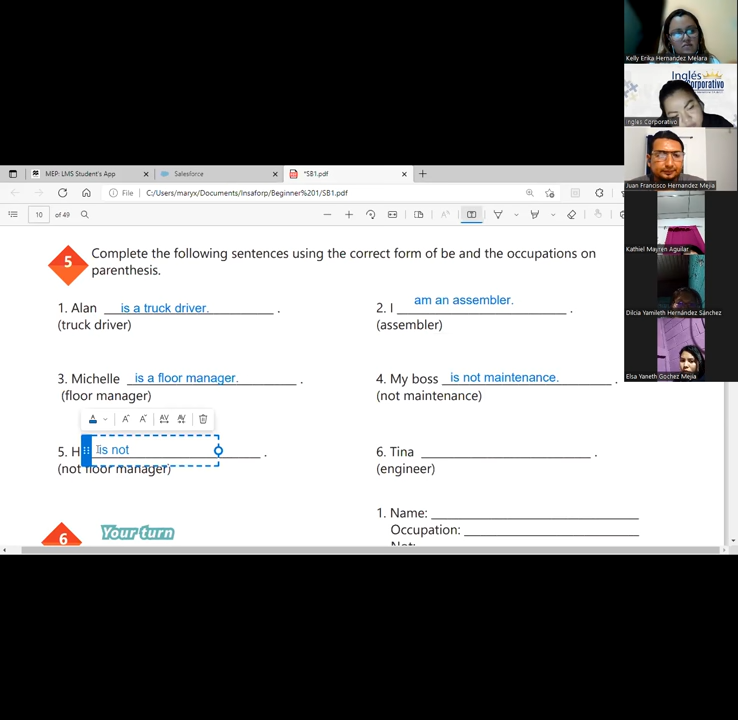 Kelly Erika Hernandez Melara
Inglés
Corporativo
Ingles Corporativo
Juan Francisco Hernandez Mejia
Kathiel Mayren Aguilar
Dilcia Yamileth Hernández Sánchez
Elsa Yaneth Gochez Mejia
MEP: LMS Student's App
Salesforce
*SB1.pdf
File
C:/Users/maryx/Documents/Insaforp/Beginner%201/SB1.pdf
10 of 49
5 Complete the following sentences using the correct form of be and the occupations on
parenthesis.
1. Alan is a truck driver. .
(truck driver)
2. I am an assembler. .
(assembler)
3. Michelle is a floor manager. .
(floor manager)
4. My boss is not maintenance. .
(not maintenance)
5. H is not .
(not floor manager)
6. Tina .
(engineer)
6 Your turn
1. Name:
Occupation: